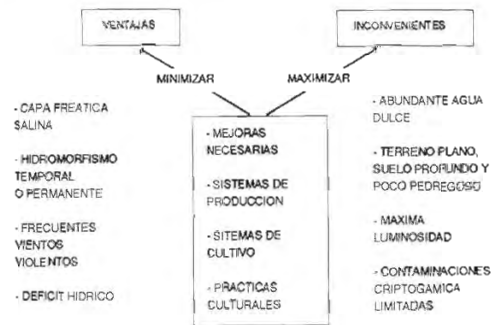 VENTAJAS
INCONVENIENTES
MINIMIZAR
MAXIMIZAR
- CAPA FREATICA
SALINA
- HIDROMORFISMO
TEMPORAL
O PERMANENTE
- FRECUENTES
VIENTOS
VIOLENTOS
- DEFICIT HIDRICO
- MEJORAS
NECESARIAS
- SISTEMAS DE
PRODUCCION
- SITEMAS DE
CULTIVO
- PRACTICAS
CULTURALES
- ABUNDANTE AGUA
DULCE
- TERRENO PLANO,
SUELO PROFUNDO Y
POCO PEDREGOSO
- MAXIMA
LUMINOSIDAD
- CONTAMINACIONES
CRIPTOGAMICA
LIMITADAS